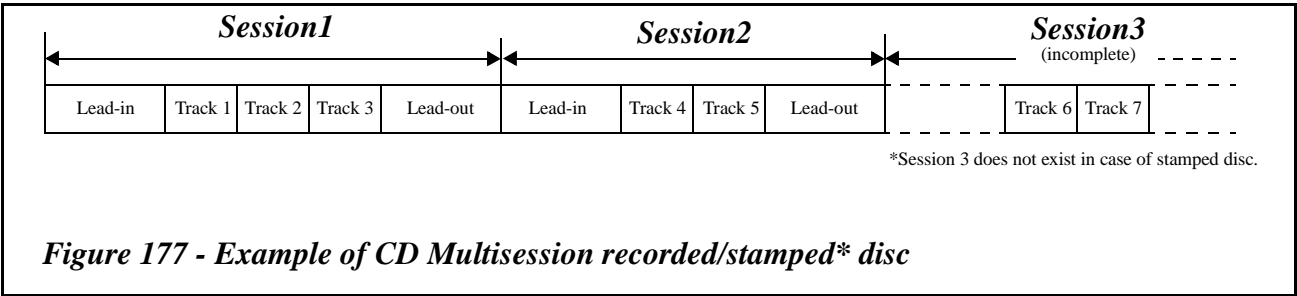 Session1 Session2 Session3
(incomplete)
Lead-in Track 1 Track 2 Track 3 Lead-out Lead-in Track 4 Track 5 Lead-out Track 6 Track 7
*Session 3 does not exist in case of stamped disc.
Figure 177 - Example of CD Multisession recorded/stamped* disc